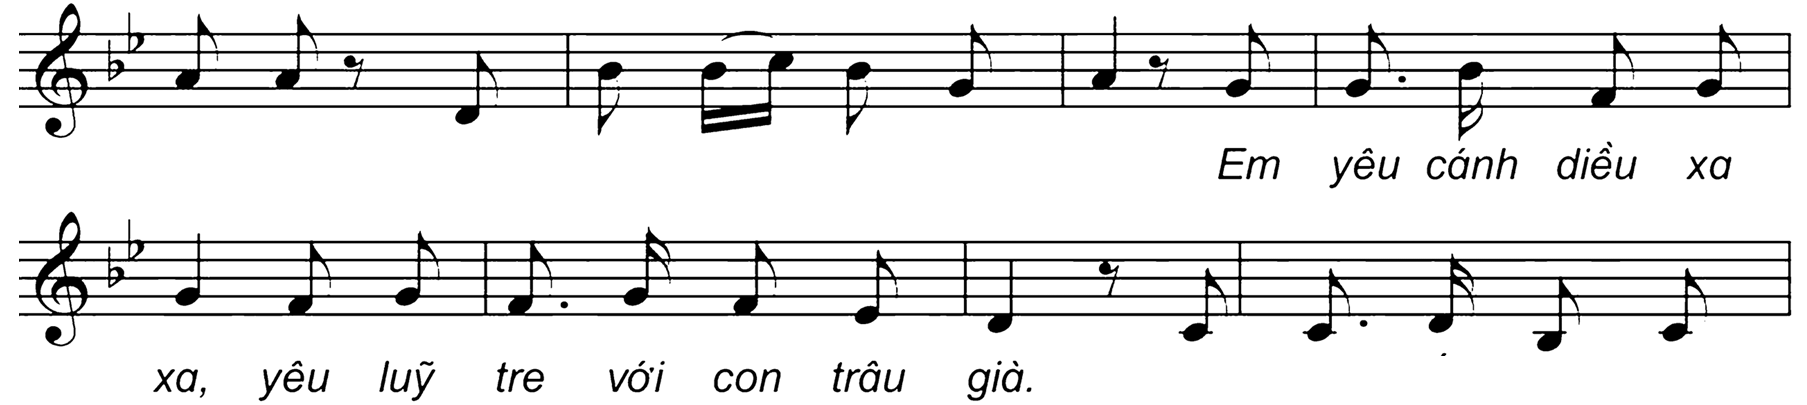 Em yêu cánh diều xa
xa, yêu luỹ tre với con trâu già.